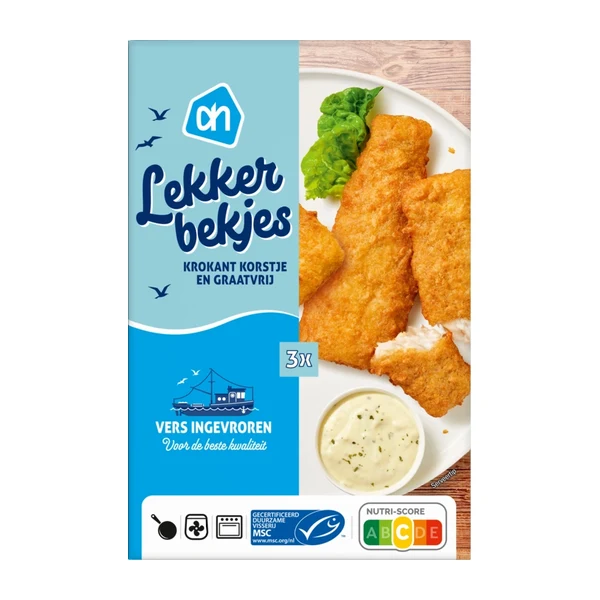 ah
Lekker
bekjes
KROKANT KORSTJE
EN GRAATVRIJ
3x
VERS INGEVROREN
Voor de beste kwaliteit
Serveertip
GECERTIFICEERD
DUURZAME
VISSERIJ
MSC
www.msc.org/nl
™
NUTRI-SCORE
A B C D E